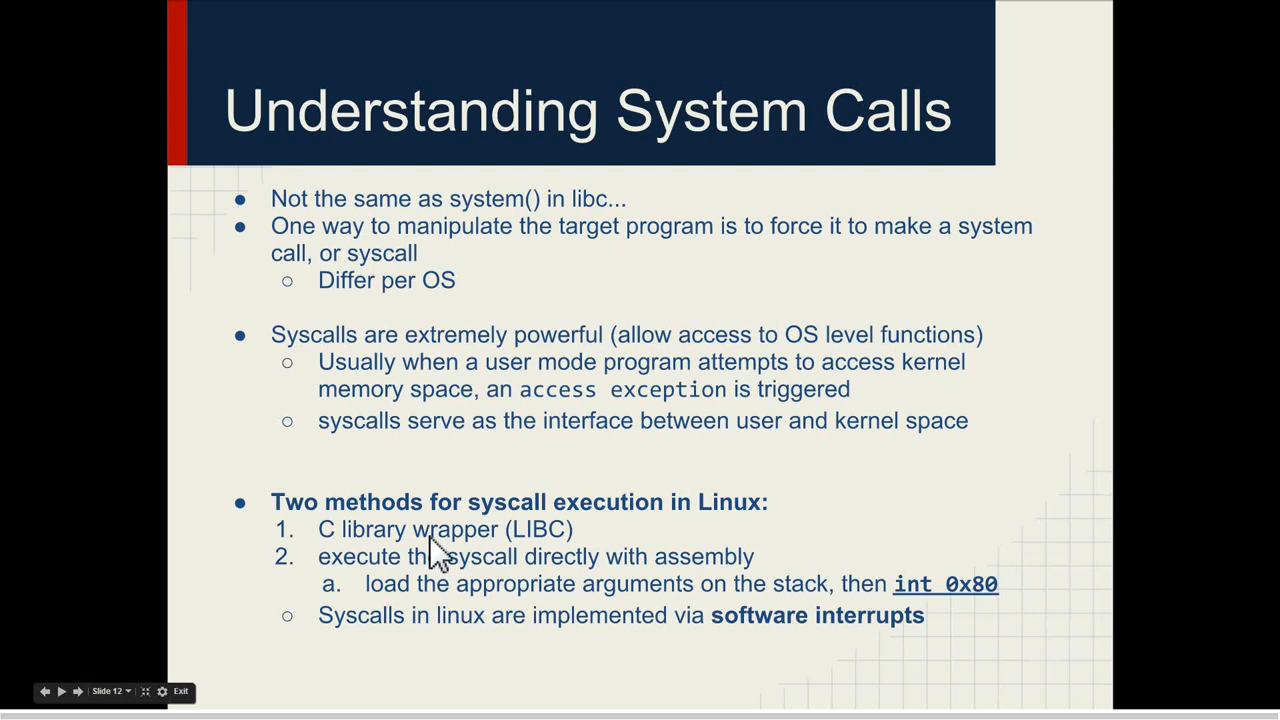 Understanding System Calls
● Not the same as system() in libc...
● One way to manipulate the target program is to force it to make a system
call, or syscall
○ Differ per OS
● Syscalls are extremely powerful (allow access to OS level functions)
○ Usually when a user mode program attempts to access kernel
memory space, an access exception is triggered
○ syscalls serve as the interface between user and kernel space
● Two methods for syscall execution in Linux:
1. C library wrapper (LIBC)
2. execute the syscall directly with assembly
a. load the appropriate arguments on the stack, then int 0x80
○ Syscalls in linux are implemented via software interrupts
Slide 12 Exit